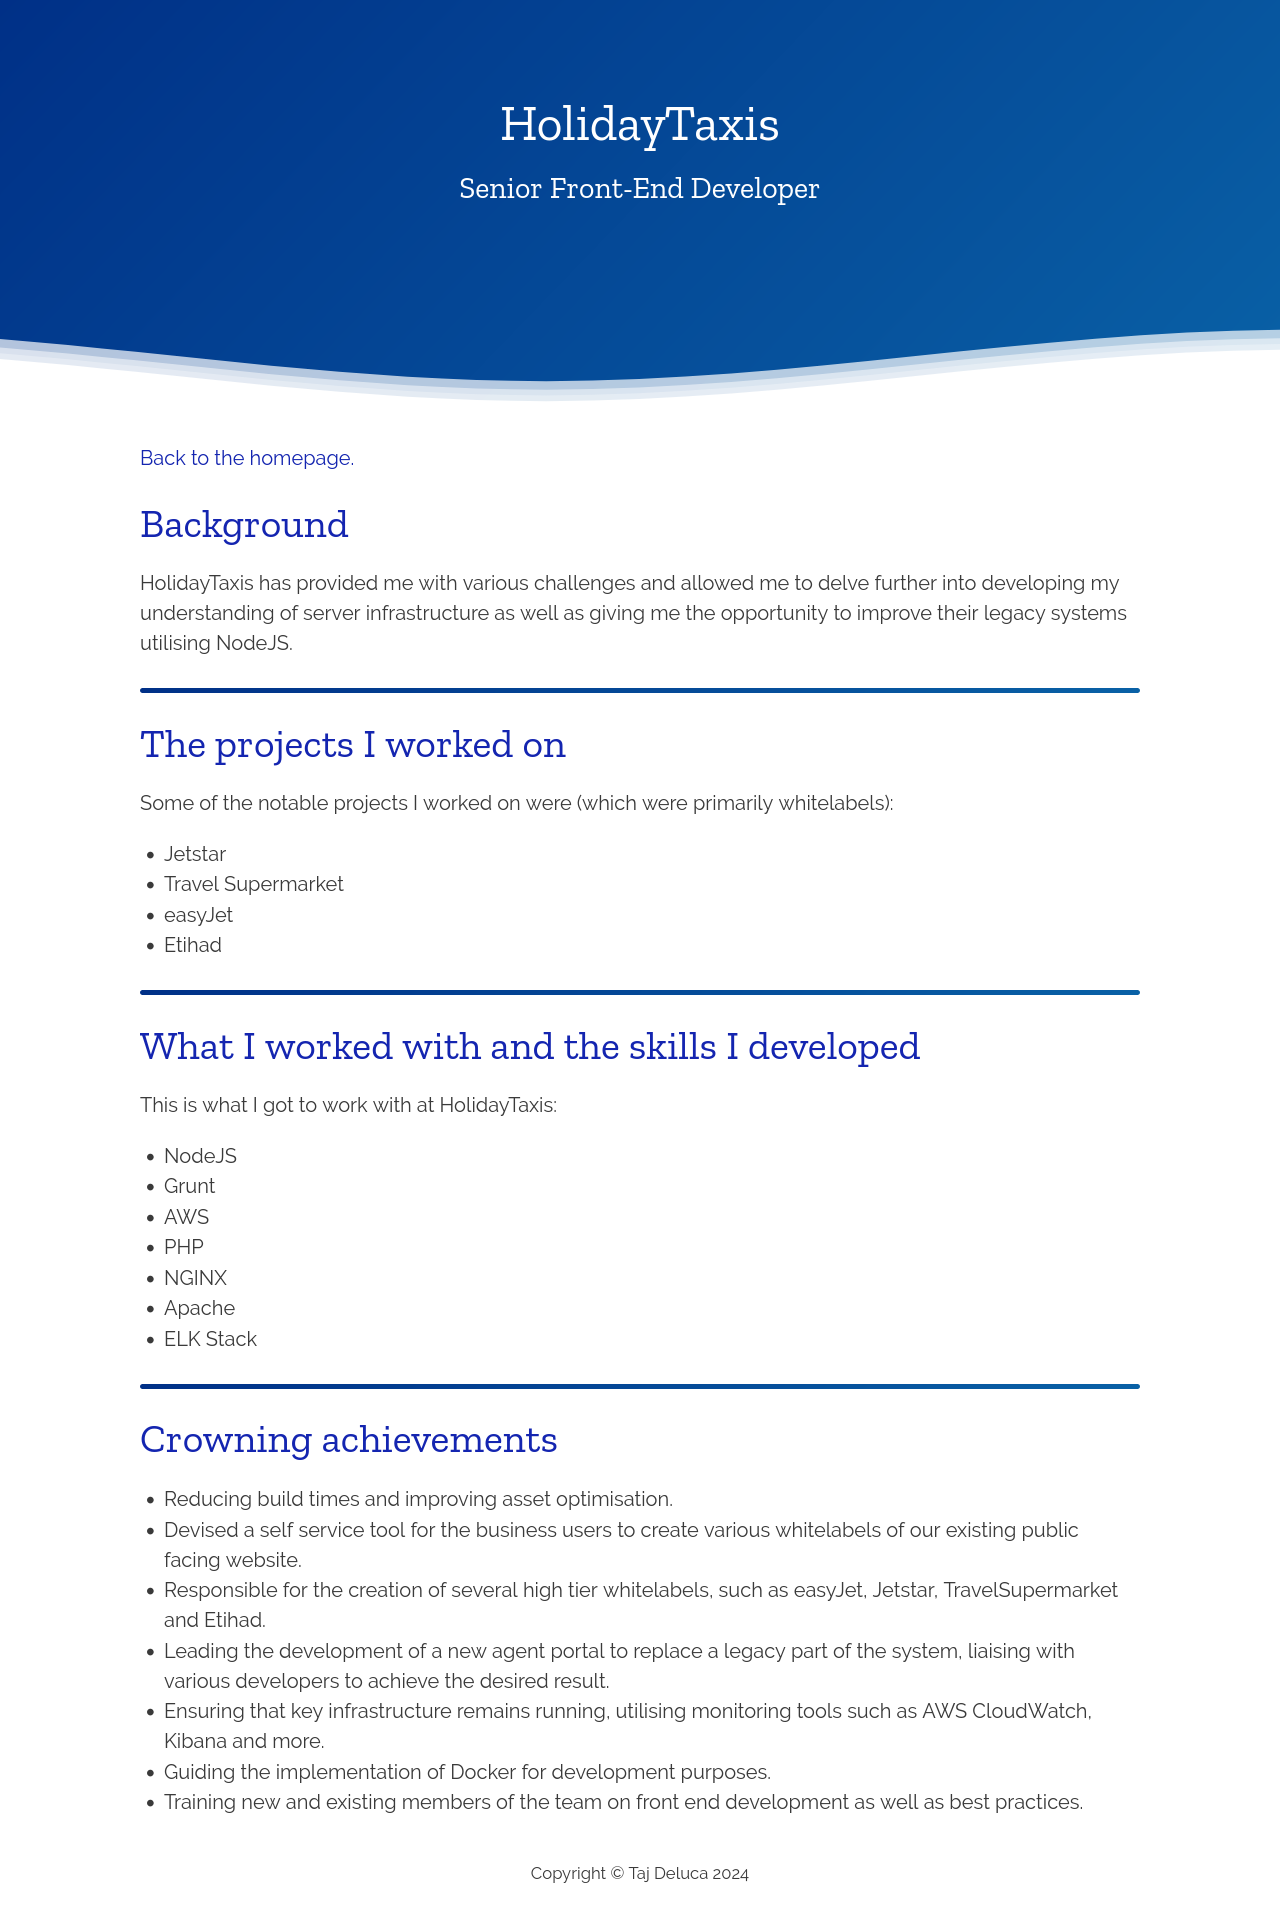 HolidayTaxis
Senior Front-End Developer
Back to the homepage.
Background
HolidayTaxis has provided me with various challenges and allowed me to delve further into developing my
understanding of server infrastructure as well as giving me the opportunity to improve their legacy systems
utilising NodeJS.
The projects I worked on
Some of the notable projects I worked on were (which were primarily whitelabels):
• Jetstar
• Travel Supermarket
• easyJet
• Etihad
What I worked with and the skills I developed
This is what I got to work with at HolidayTaxis:
• NodeJS
• Grunt
• AWS
• PHP
• NGINX
• Apache
• ELK Stack
Crowning achievements
• Reducing build times and improving asset optimisation.
• Devised a self service tool for the business users to create various whitelabels of our existing public
facing website.
• Responsible for the creation of several high tier whitelabels, such as easyJet, Jetstar, TravelSupermarket
and Etihad.
• Leading the development of a new agent portal to replace a legacy part of the system, liaising with
various developers to achieve the desired result.
• Ensuring that key infrastructure remains running, utilising monitoring tools such as AWS CloudWatch,
Kibana and more.
• Guiding the implementation of Docker for development purposes.
• Training new and existing members of the team on front end development as well as best practices.
Copyright © Taj Deluca 2024